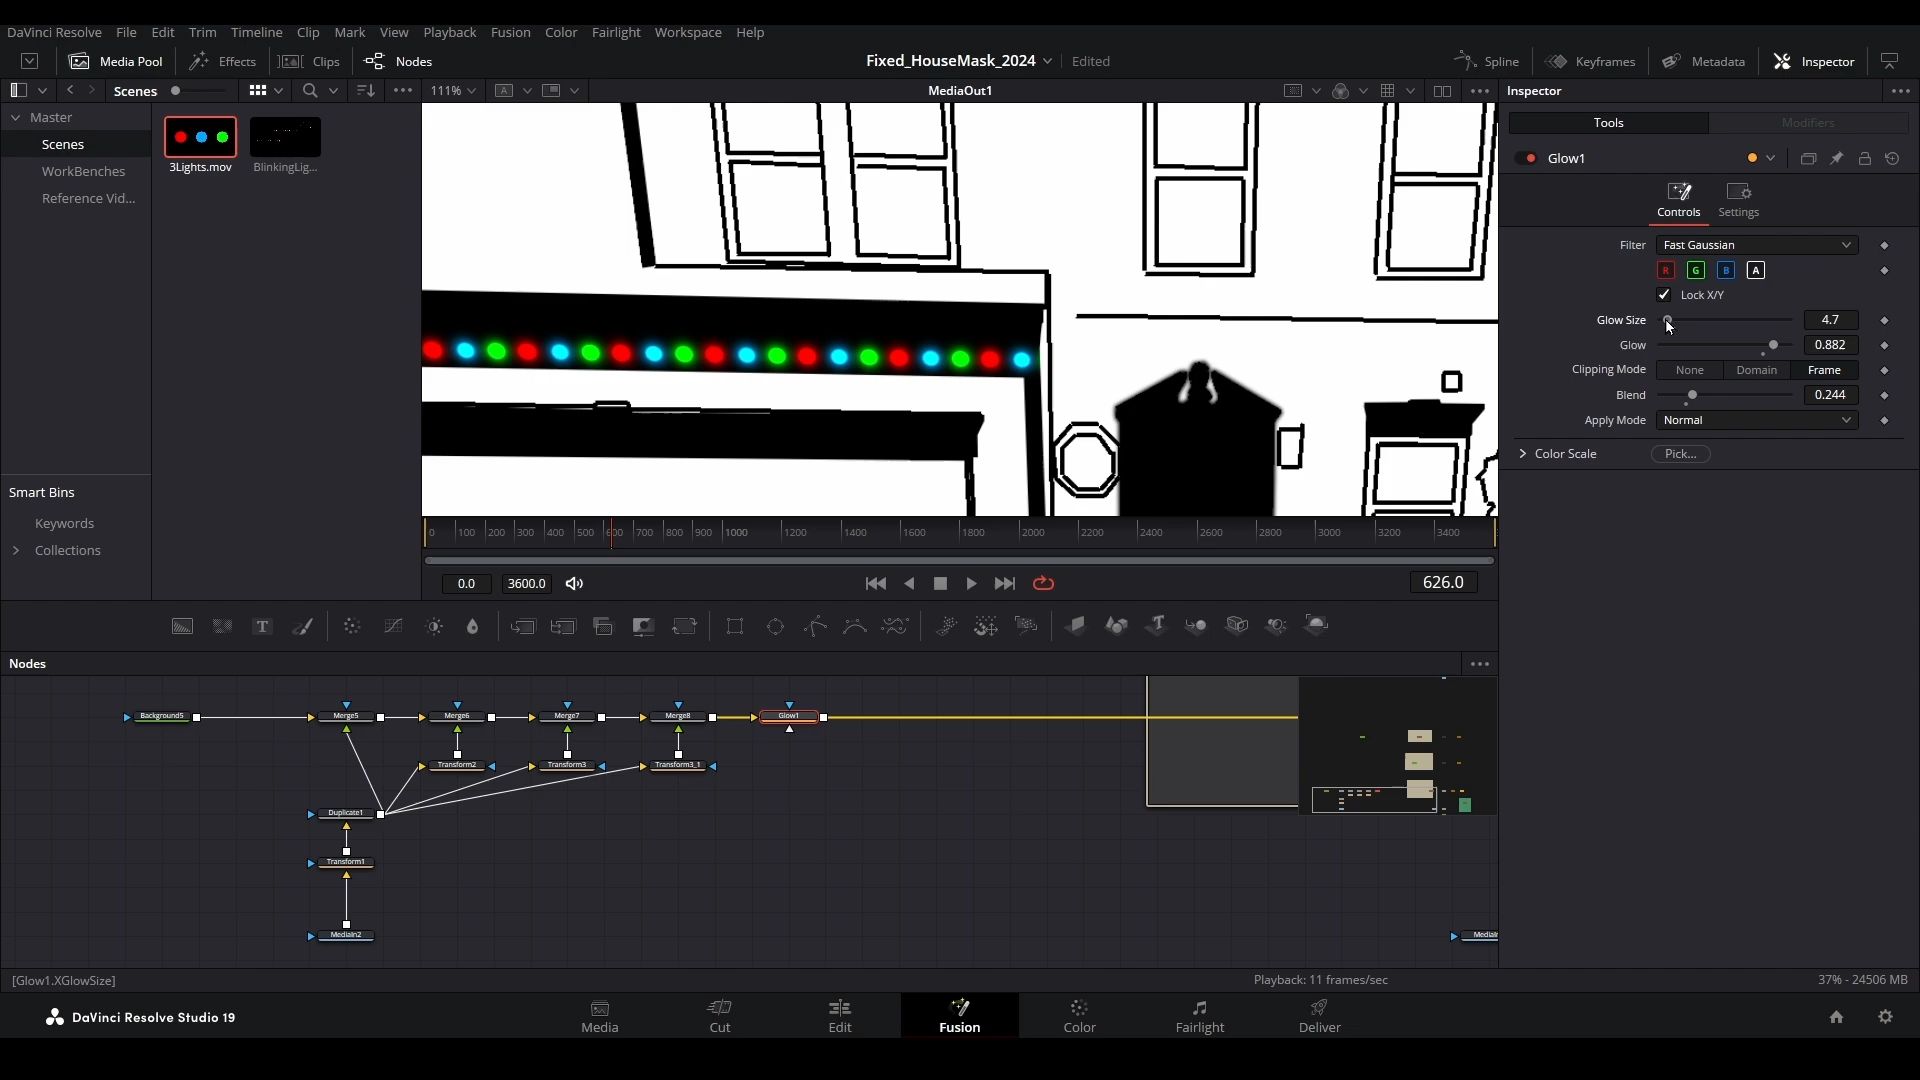 DaVinci Resolve File Edit Trim Timeline Clip Mark View Playback Fusion Color Fairlight Workspace Help
Media Pool Effects Clips Nodes Fixed_HouseMask_2024 Edited Spline Keyframes Metadata Inspector
Scenes 111% A MediaOut1 Inspector
Master
Scenes
WorkBenches
Reference Vid...
3Lights.mov BlinkingLig...
Smart Bins
Keywords
Collections
Tools Modifiers
Glow1
Controls Settings
Filter Fast Gaussian
R G B A
Lock X/Y
Glow Size 4.7
Glow 0.882
Clipping Mode None Domain Frame
Blend 0.244
Apply Mode Normal
Color Scale Pick...
0 100 200 300 400 500 600 700 800 900 1000 1200 1400 1600 1800 2000 2200 2400 2600 2800 3000 3200 3400
0.0 3600.0 626.0
T T
Nodes
Background5 Merge5 Merge6 Merge7 Merge8 Glow1
Transform2 Transform3 Transform3_1
Duplicate1
Transform1
MediaIn2 MediaIn
[Glow1.XGlowSize] Playback: 11 frames/sec 37% - 24506 MB
DaVinci Resolve Studio 19 Media Cut Edit Fusion Color Fairlight Deliver